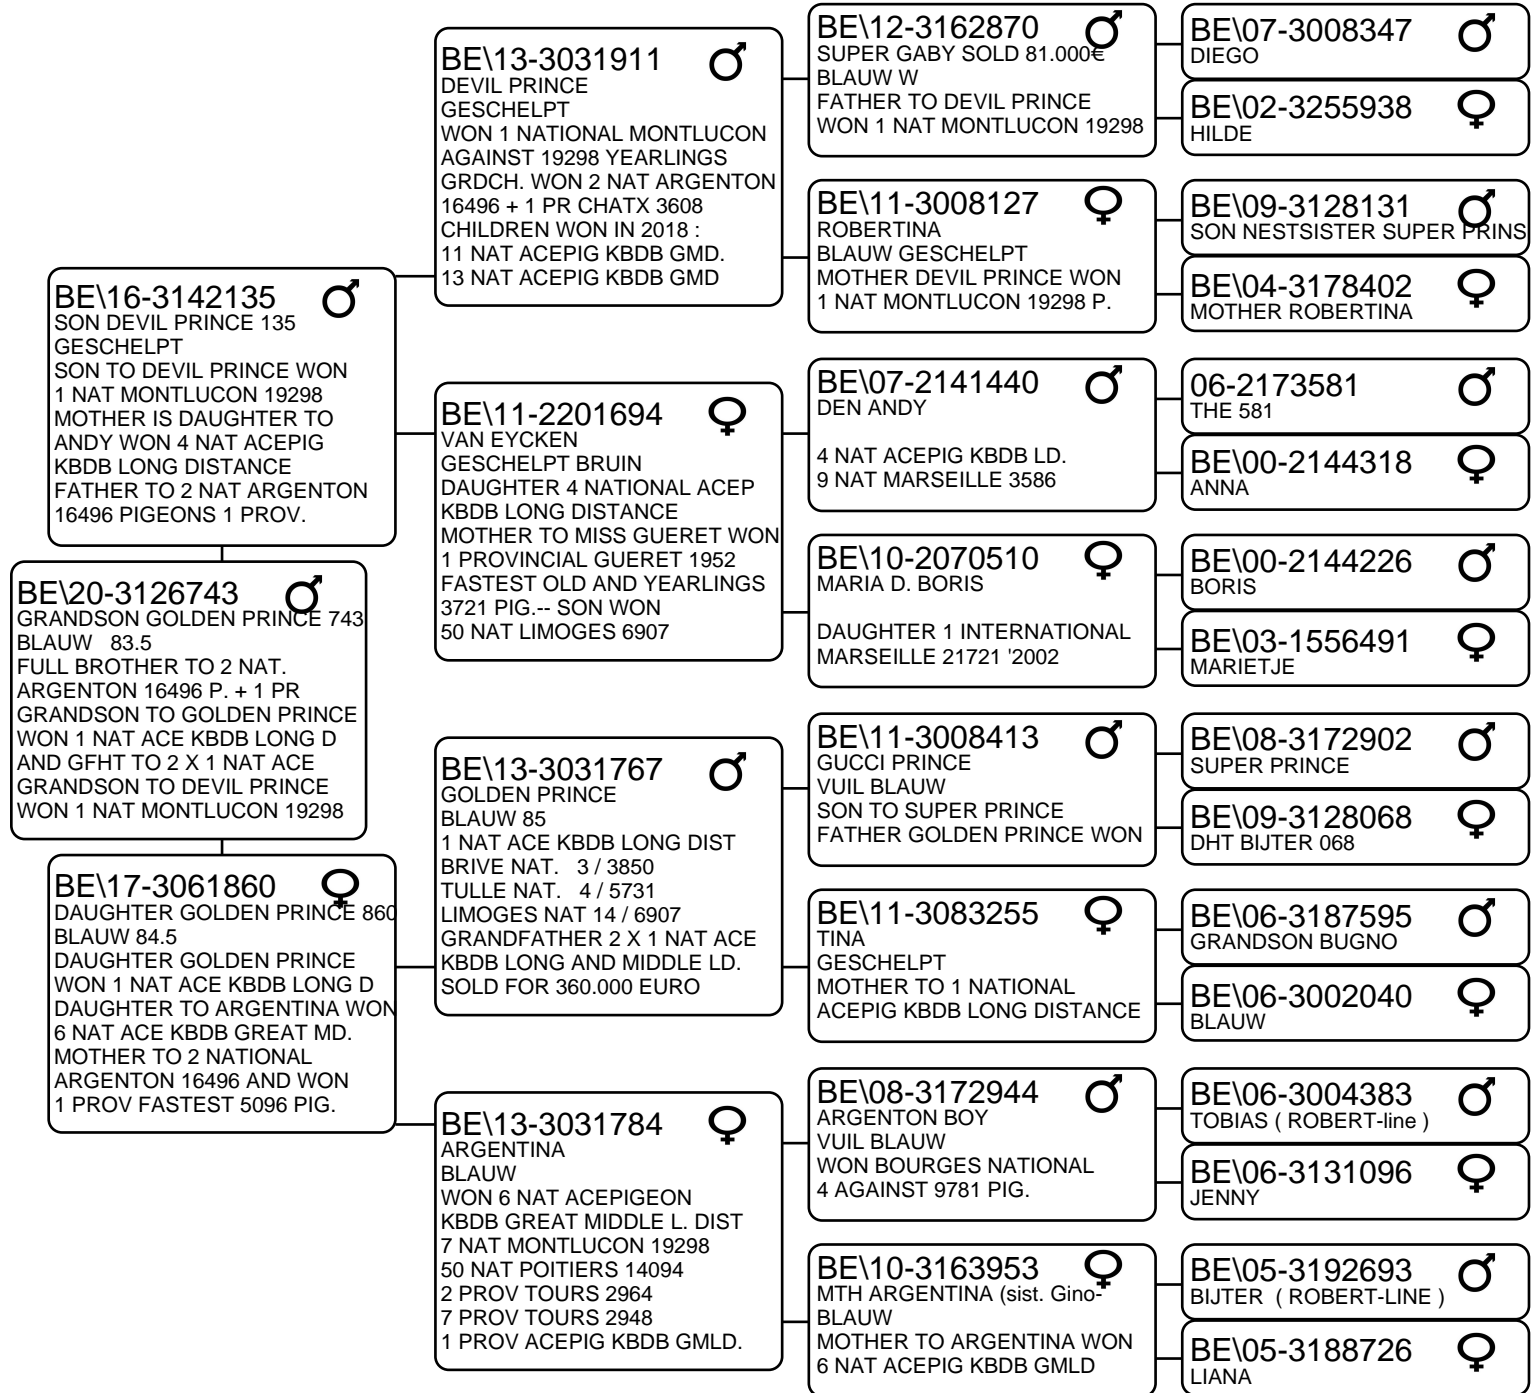 BE\20-3126743
GRANDSON GOLDEN PRINCE 743
BLAUW   83.5
FULL BROTHER TO 2 NAT.
ARGENTON 16496 P. + 1 PR
GRANDSON TO GOLDEN PRINCE
WON 1 NAT ACE KBDB LONG D
AND GFHT TO 2 X 1 NAT ACE
GRANDSON TO DEVIL PRINCE
WON 1 NAT MONTLUCON 19298
BE\16-3142135
SON DEVIL PRINCE 135
GESCHELPT
SON TO DEVIL PRINCE WON
1 NAT MONTLUCON 19298
MOTHER IS DAUGHTER TO
ANDY WON 4 NAT ACEPIG
KBDB LONG DISTANCE
FATHER TO 2 NAT ARGENTON
16496 PIGEONS 1 PROV.
BE\17-3061860
DAUGHTER GOLDEN PRINCE 860
BLAUW 84.5
DAUGHTER GOLDEN PRINCE
WON 1 NAT ACE KBDB LONG D
DAUGHTER TO ARGENTINA WON
6 NAT ACE KBDB GREAT MD.
MOTHER TO 2 NATIONAL
ARGENTON 16496 AND WON
1 PROV FASTEST 5096 PIG.
BE\13-3031911
DEVIL PRINCE
GESCHELPT
WON 1 NATIONAL MONTLUCON
AGAINST 19298 YEARLINGS
GRDCH. WON 2 NAT ARGENTON
16496 + 1 PR CHATX 3608
CHILDREN WON IN 2018 :
11 NAT ACEPIG KBDB GMD.
13 NAT ACEPIG KBDB GMD
BE\11-2201694
VAN EYCKEN
GESCHELPT BRUIN
DAUGHTER 4 NATIONAL ACEP
KBDB LONG DISTANCE
MOTHER TO MISS GUERET WON
1 PROVINCIAL GUERET 1952
FASTEST OLD AND YEARLINGS
3721 PIG.-- SON WON
50 NAT LIMOGES 6907
BE\13-3031767
GOLDEN PRINCE
BLAUW 85
1 NAT ACE KBDB LONG DIST
BRIVE NAT.   3 / 3850
TULLE NAT.   4 / 5731
LIMOGES NAT 14 / 6907
GRANDFATHER 2 X 1 NAT ACE
KBDB LONG AND MIDDLE LD.
SOLD FOR 360.000 EURO
BE\13-3031784
ARGENTINA
BLAUW
WON 6 NAT ACEPIGEON
KBDB GREAT MIDDLE L. DIST
7 NAT MONTLUCON 19298
50 NAT POITIERS 14094
2 PROV TOURS 2964
7 PROV TOURS 2948
1 PROV ACEPIG KBDB GMLD.
BE\12-3162870
SUPER GABY SOLD 81.000€
BLAUW W
FATHER TO DEVIL PRINCE
WON 1 NAT MONTLUCON 19298
BE\11-3008127
ROBERTINA
BLAUW GESCHELPT
MOTHER DEVIL PRINCE WON
1 NAT MONTLUCON 19298 P.
BE\07-2141440
DEN ANDY
4 NAT ACEPIG KBDB LD.
9 NAT MARSEILLE 3586
BE\10-2070510
MARIA D. BORIS
DAUGHTER 1 INTERNATIONAL
MARSEILLE 21721 '2002
BE\11-3008413
GUCCI PRINCE
VUIL BLAUW
SON TO SUPER PRINCE
FATHER GOLDEN PRINCE WON
BE\11-3083255
TINA
GESCHELPT
MOTHER TO 1 NATIONAL
ACEPIG KBDB LONG DISTANCE
BE\08-3172944
ARGENTON BOY
VUIL BLAUW
WON BOURGES NATIONAL
4 AGAINST 9781 PIG.
BE\10-3163953
MTH ARGENTINA (sist. Gino-
BLAUW
MOTHER TO ARGENTINA WON
6 NAT ACEPIG KBDB GMLD
BE\07-3008347
DIEGO
BE\02-3255938
HILDE
BE\09-3128131
SON NESTSISTER SUPER PRINS
BE\04-3178402
MOTHER ROBERTINA
06-2173581
THE 581
BE\00-2144318
ANNA
BE\00-2144226
BORIS
BE\03-1556491
MARIETJE
BE\08-3172902
SUPER PRINCE
BE\09-3128068
DHT BIJTER 068
BE\06-3187595
GRANDSON BUGNO
BE\06-3002040
BLAUW
BE\06-3004383
TOBIAS ( ROBERT-line )
BE\06-3131096
JENNY
BE\05-3192693
BIJTER  ( ROBERT-LINE )
BE\05-3188726
LIANA